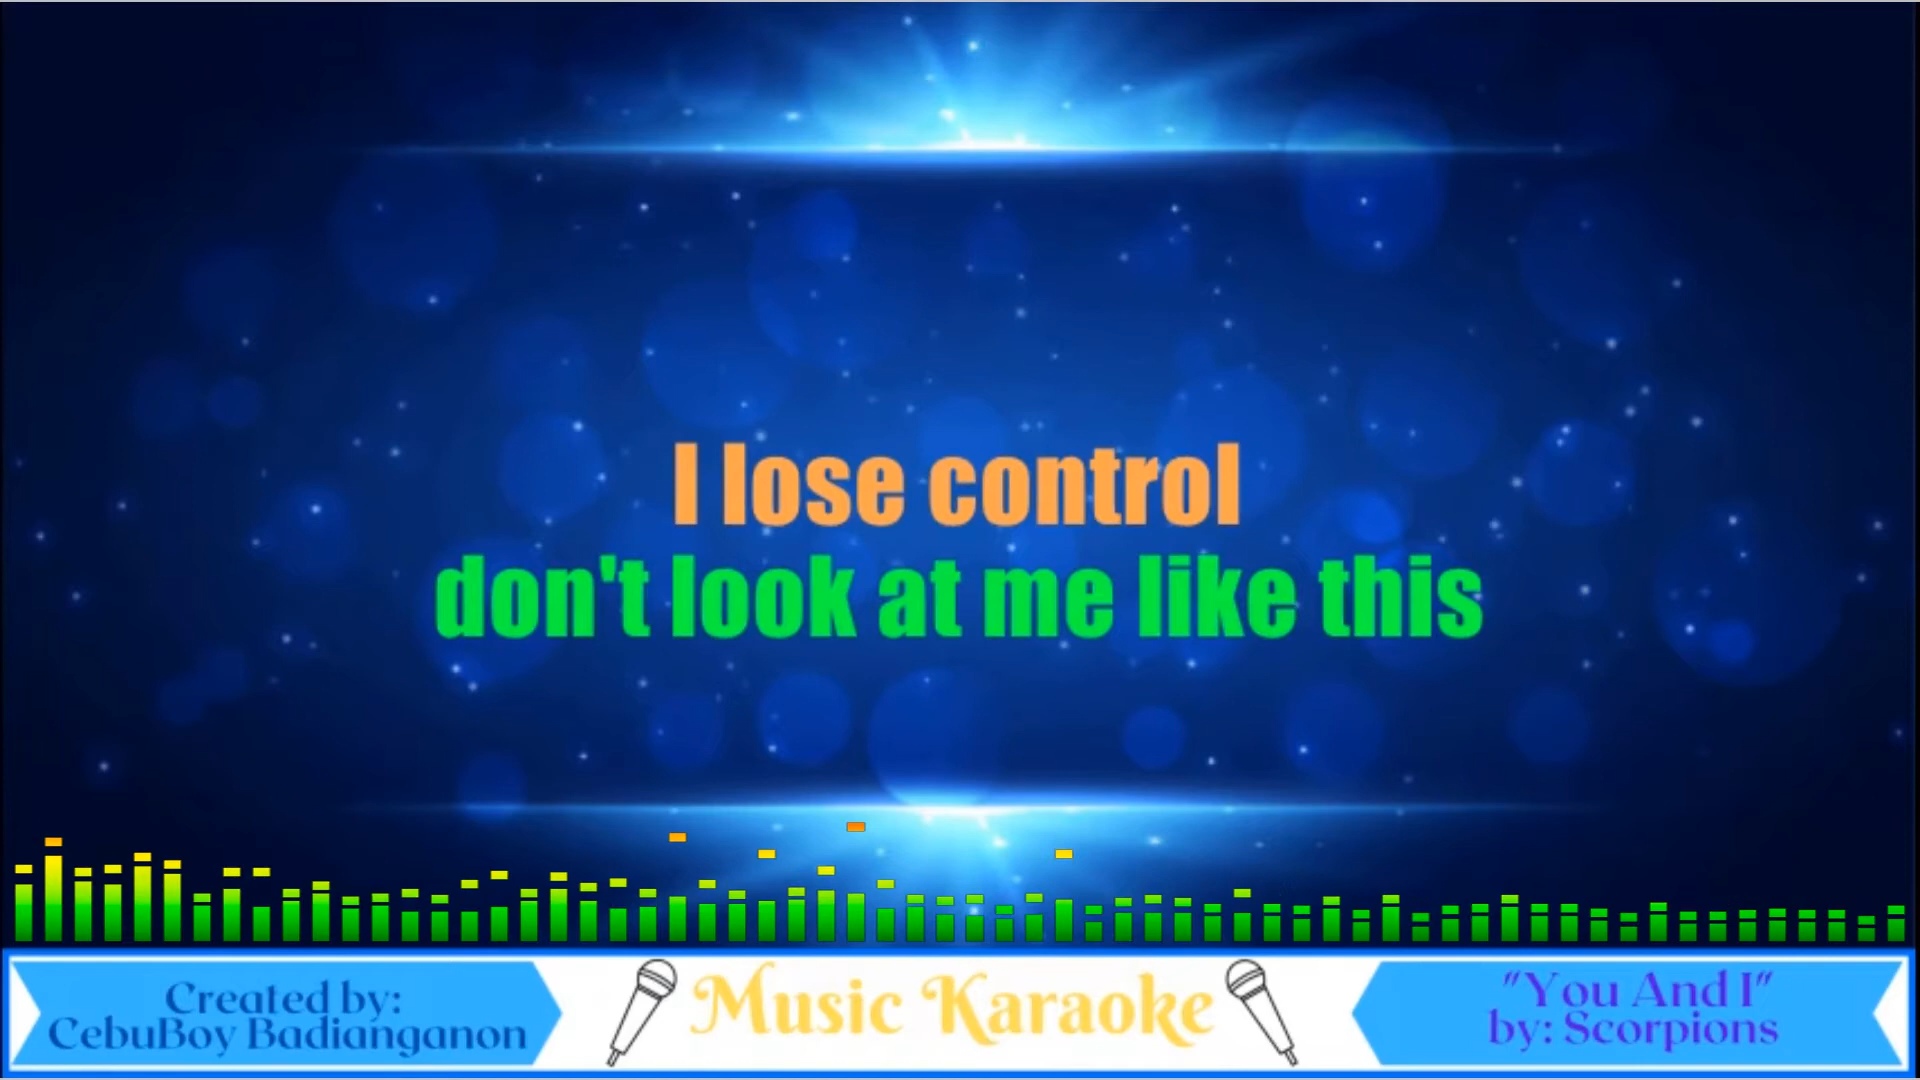 I lose control
don't look at me like this
Created by:
CebuBoy Badianganon
Music Karaoke
"You And I"
by: Scorpions